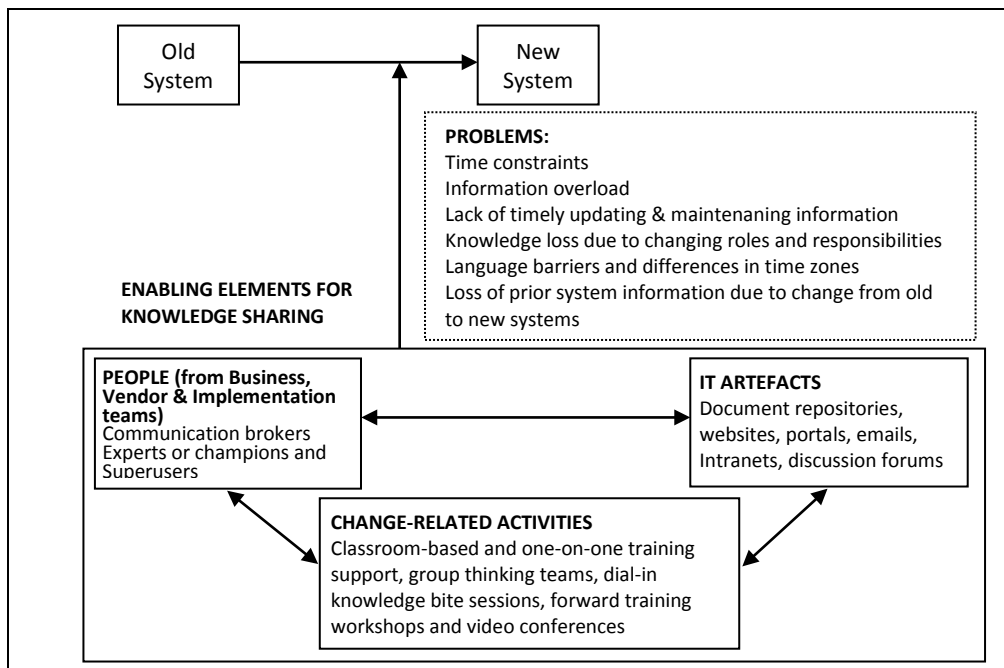 Old
System
New
System
PROBLEMS:
Time constraints
Information overload
Lack of timely updating & maintenaning information
Knowledge loss due to changing roles and responsibilities
Language barriers and differences in time zones
Loss of prior system information due to change from old
to new systems
ENABLING ELEMENTS FOR
KNOWLEDGE SHARING
PEOPLE (from Business,
Vendor & Implementation
teams)
Communication brokers
Experts or champions and
Superusers
IT ARTEFACTS
Document repositories,
websites, portals, emails,
Intranets, discussion forums
CHANGE-RELATED ACTIVITIES
Classroom-based and one-on-one training
support, group thinking teams, dial-in
knowledge bite sessions, forward training
workshops and video conferences